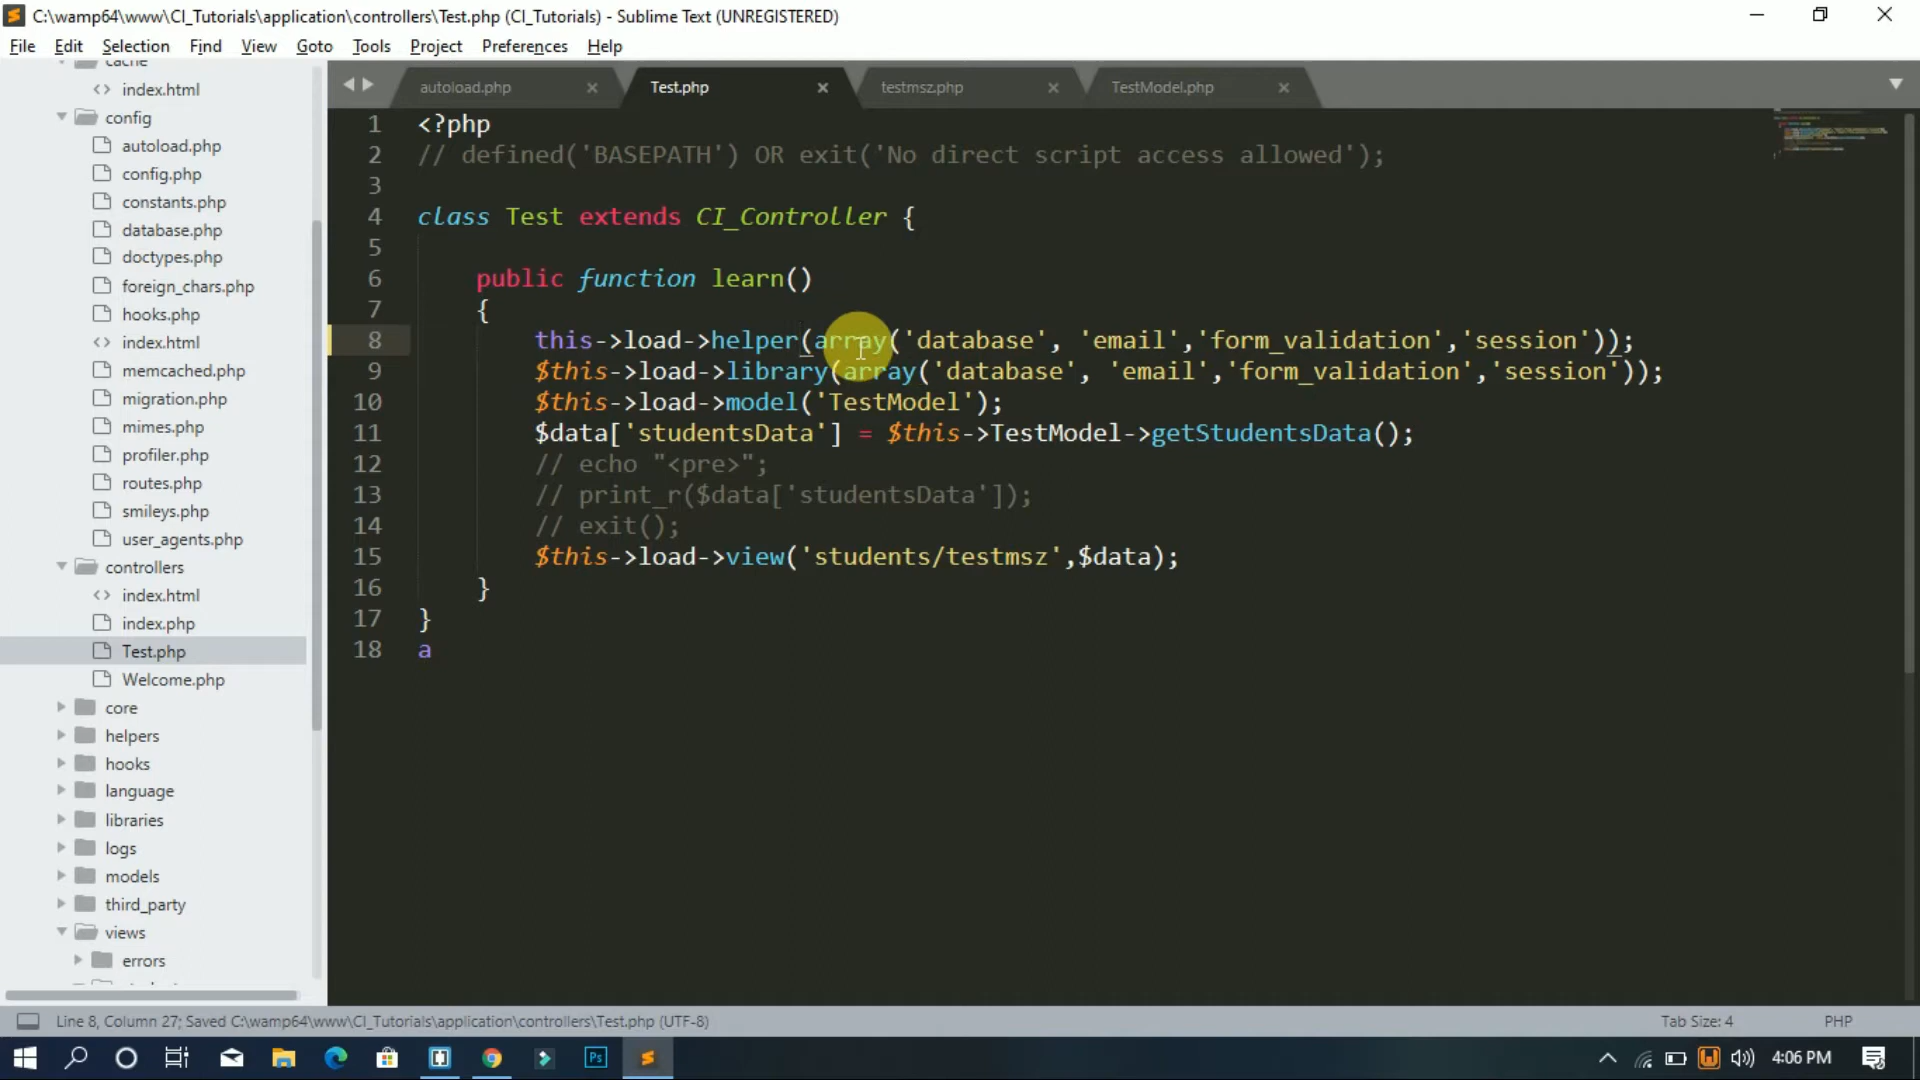 C:\wamp64\www\CI_Tutorials\application\controllers\Test.php (CI_Tutorials) - Sublime Text (UNREGISTERED)
File Edit Selection Find View Goto Tools Project Preferences Help
cache
index.html
config
autoload.php
config.php
constants.php
database.php
doctypes.php
foreign_chars.php
hooks.php
index.html
memcached.php
migration.php
mimes.php
profiler.php
routes.php
smileys.php
user_agents.php
controllers
index.html
index.php
Test.php
Welcome.php
core
helpers
hooks
language
libraries
logs
models
third_party
views
errors
autoload.php Test.php testmsz.php TestModel.php
1 <?php
2 // defined('BASEPATH') OR exit('No direct script access allowed');
3
4 class Test extends CI_Controller {
5
6 public function learn()
7 {
8 this->load->helper(array('database', 'email','form_validation','session'));
9 $this->load->library(array('database', 'email','form_validation','session'));
10 $this->load->model('TestModel');
11 $data['studentsData'] = $this->TestModel->getStudentsData();
12 // echo "<pre>";
13 // print_r($data['studentsData']);
14 // exit();
15 $this->load->view('students/testmsz',$data);
16 }
17 }
18 a
Line 8, Column 27; Saved C:\wamp64\www\CI_Tutorials\application\controllers\Test.php (UTF-8) Tab Size: 4 PHP
Ps
4:06 PM